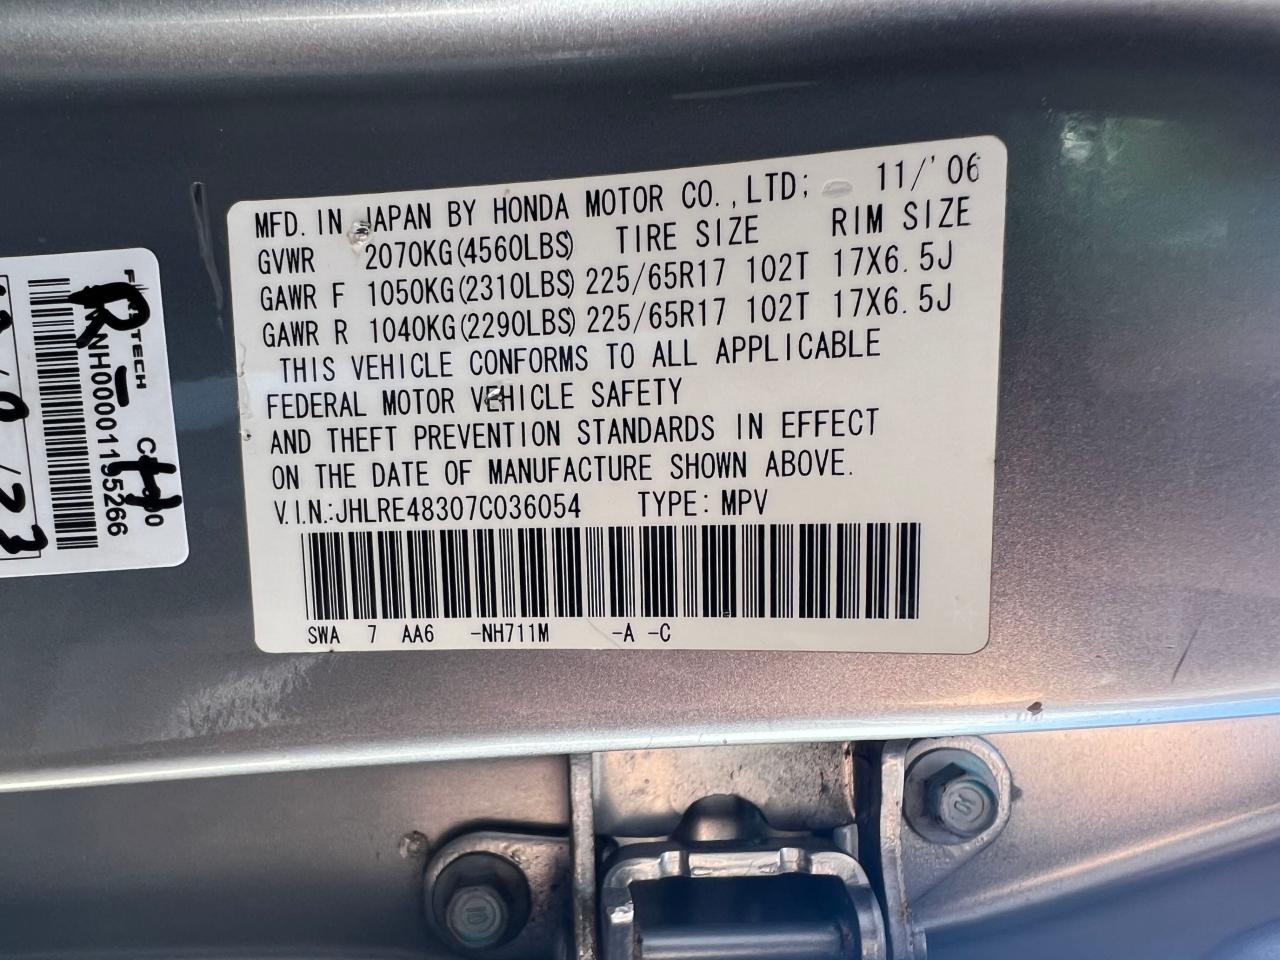 MFD. IN JAPAN BY HONDA MOTOR CO.,LTD; 11/'06
GVWR 2070KG(4560LBS) TIRE SIZE RIM SIZE
GAWR F 1050KG(2310LBS) 225/65R17 102T 17X6.5J
GAWR R 1040KG(2290LBS) 225/65R17 102T 17X6.5J
THIS VEHICLE CONFORMS TO ALL APPLICABLE
FEDERAL MOTOR VEHICLE SAFETY
AND THEFT PREVENTION STANDARDS IN EFFECT
ON THE DATE OF MANUFACTURE SHOWN ABOVE.
V.I.N.:JHLRE48307C036054 TYPE: MPV
SWA 7 AA6 -NH711M -A -C
TECH
NH00001195266
R